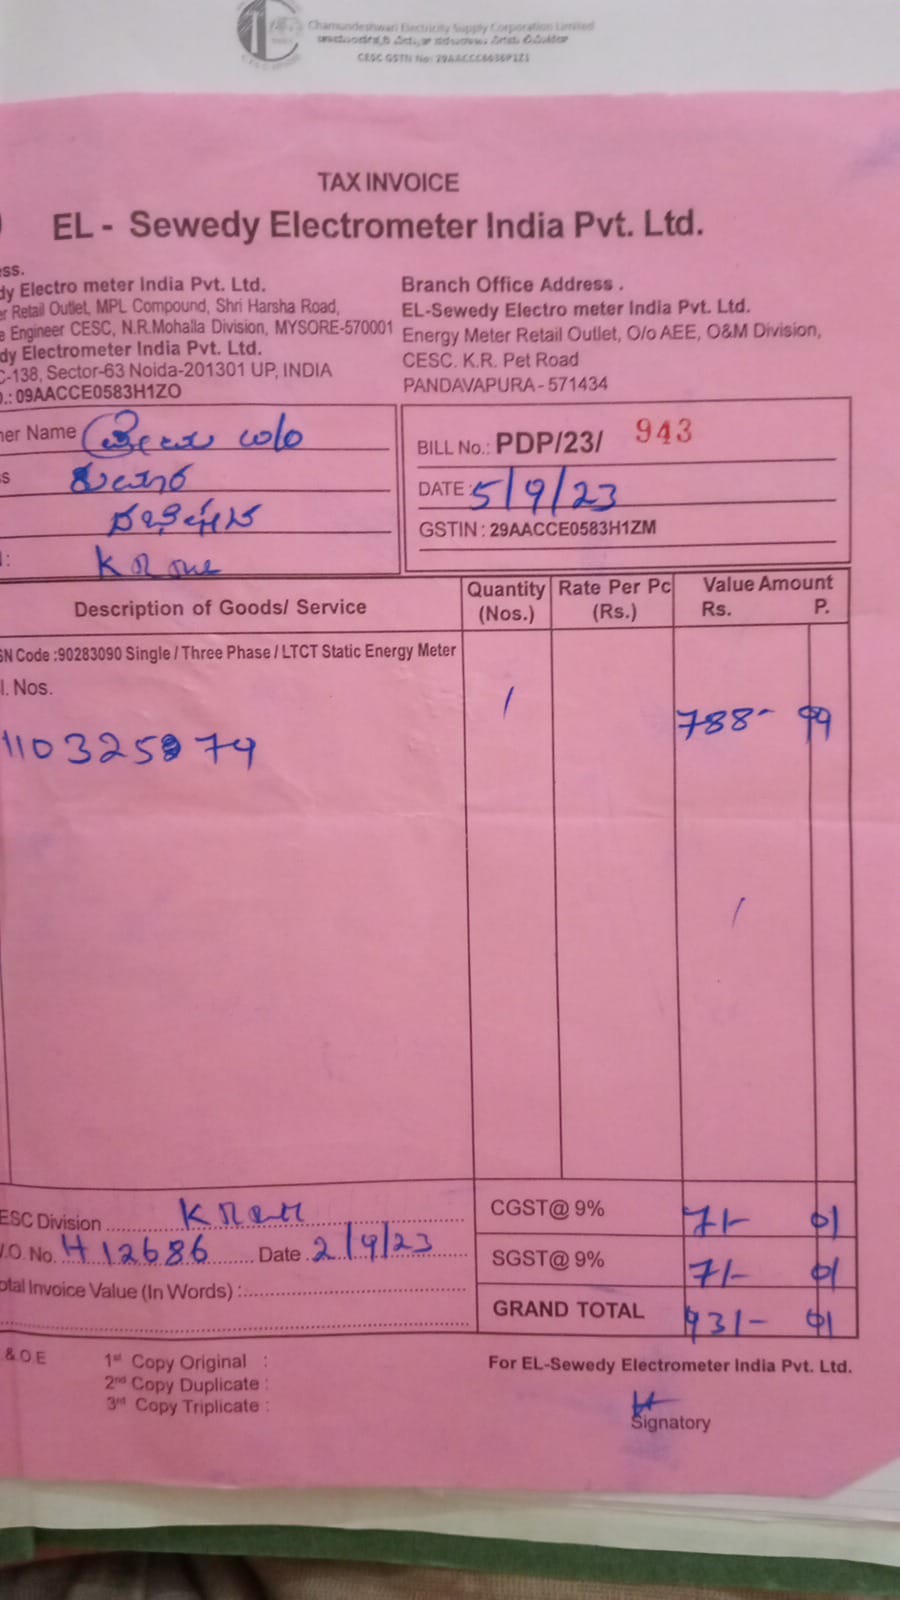 Chamundeshwari Electricity Supply Corporation Limited
CESC GSTN No: 29AACCC6636P1Z1
TAX INVOICE
EL - Sewedy Electrometer India Pvt. Ltd.
ess.
dy Electro meter India Pvt. Ltd.
er Retail Outlet, MPL Compound, Shri Harsha Road,
e Engineer CESC, N.R.Mohalla Division, MYSORE-570001
dy Electrometer India Pvt. Ltd.
C-138, Sector-63 Noida-201301 UP, INDIA
O.: 09AACCE0583H1ZO
Branch Office Address .
EL-Sewedy Electro meter India Pvt. Ltd.
Energy Meter Retail Outlet, O/o AEE, O&M Division,
CESC. K.R. Pet Road
PANDAVAPURA - 571434
ner Name
s
BILL No.: PDP/23/ 943
DATE : 5/9/23
GSTIN : 29AACCE0583H1ZM
Description of Goods/ Service
Quantity (Nos.)
Rate Per Pc (Rs.)
Value Amount
Rs. P.
SN Code :90283090 Single / Three Phase / LTCT Static Energy Meter
l. Nos.
1 788- 99
ESC Division
.O. No. H12686 Date 2/9/23
otal Invoice Value (In Words) :
CGST@ 9% 71- 01
SGST@ 9% 71- 01
GRAND TOTAL 931- 01
& O E
1st Copy Original :
2nd Copy Duplicate :
3rd Copy Triplicate :
For EL-Sewedy Electrometer India Pvt. Ltd.
Signatory